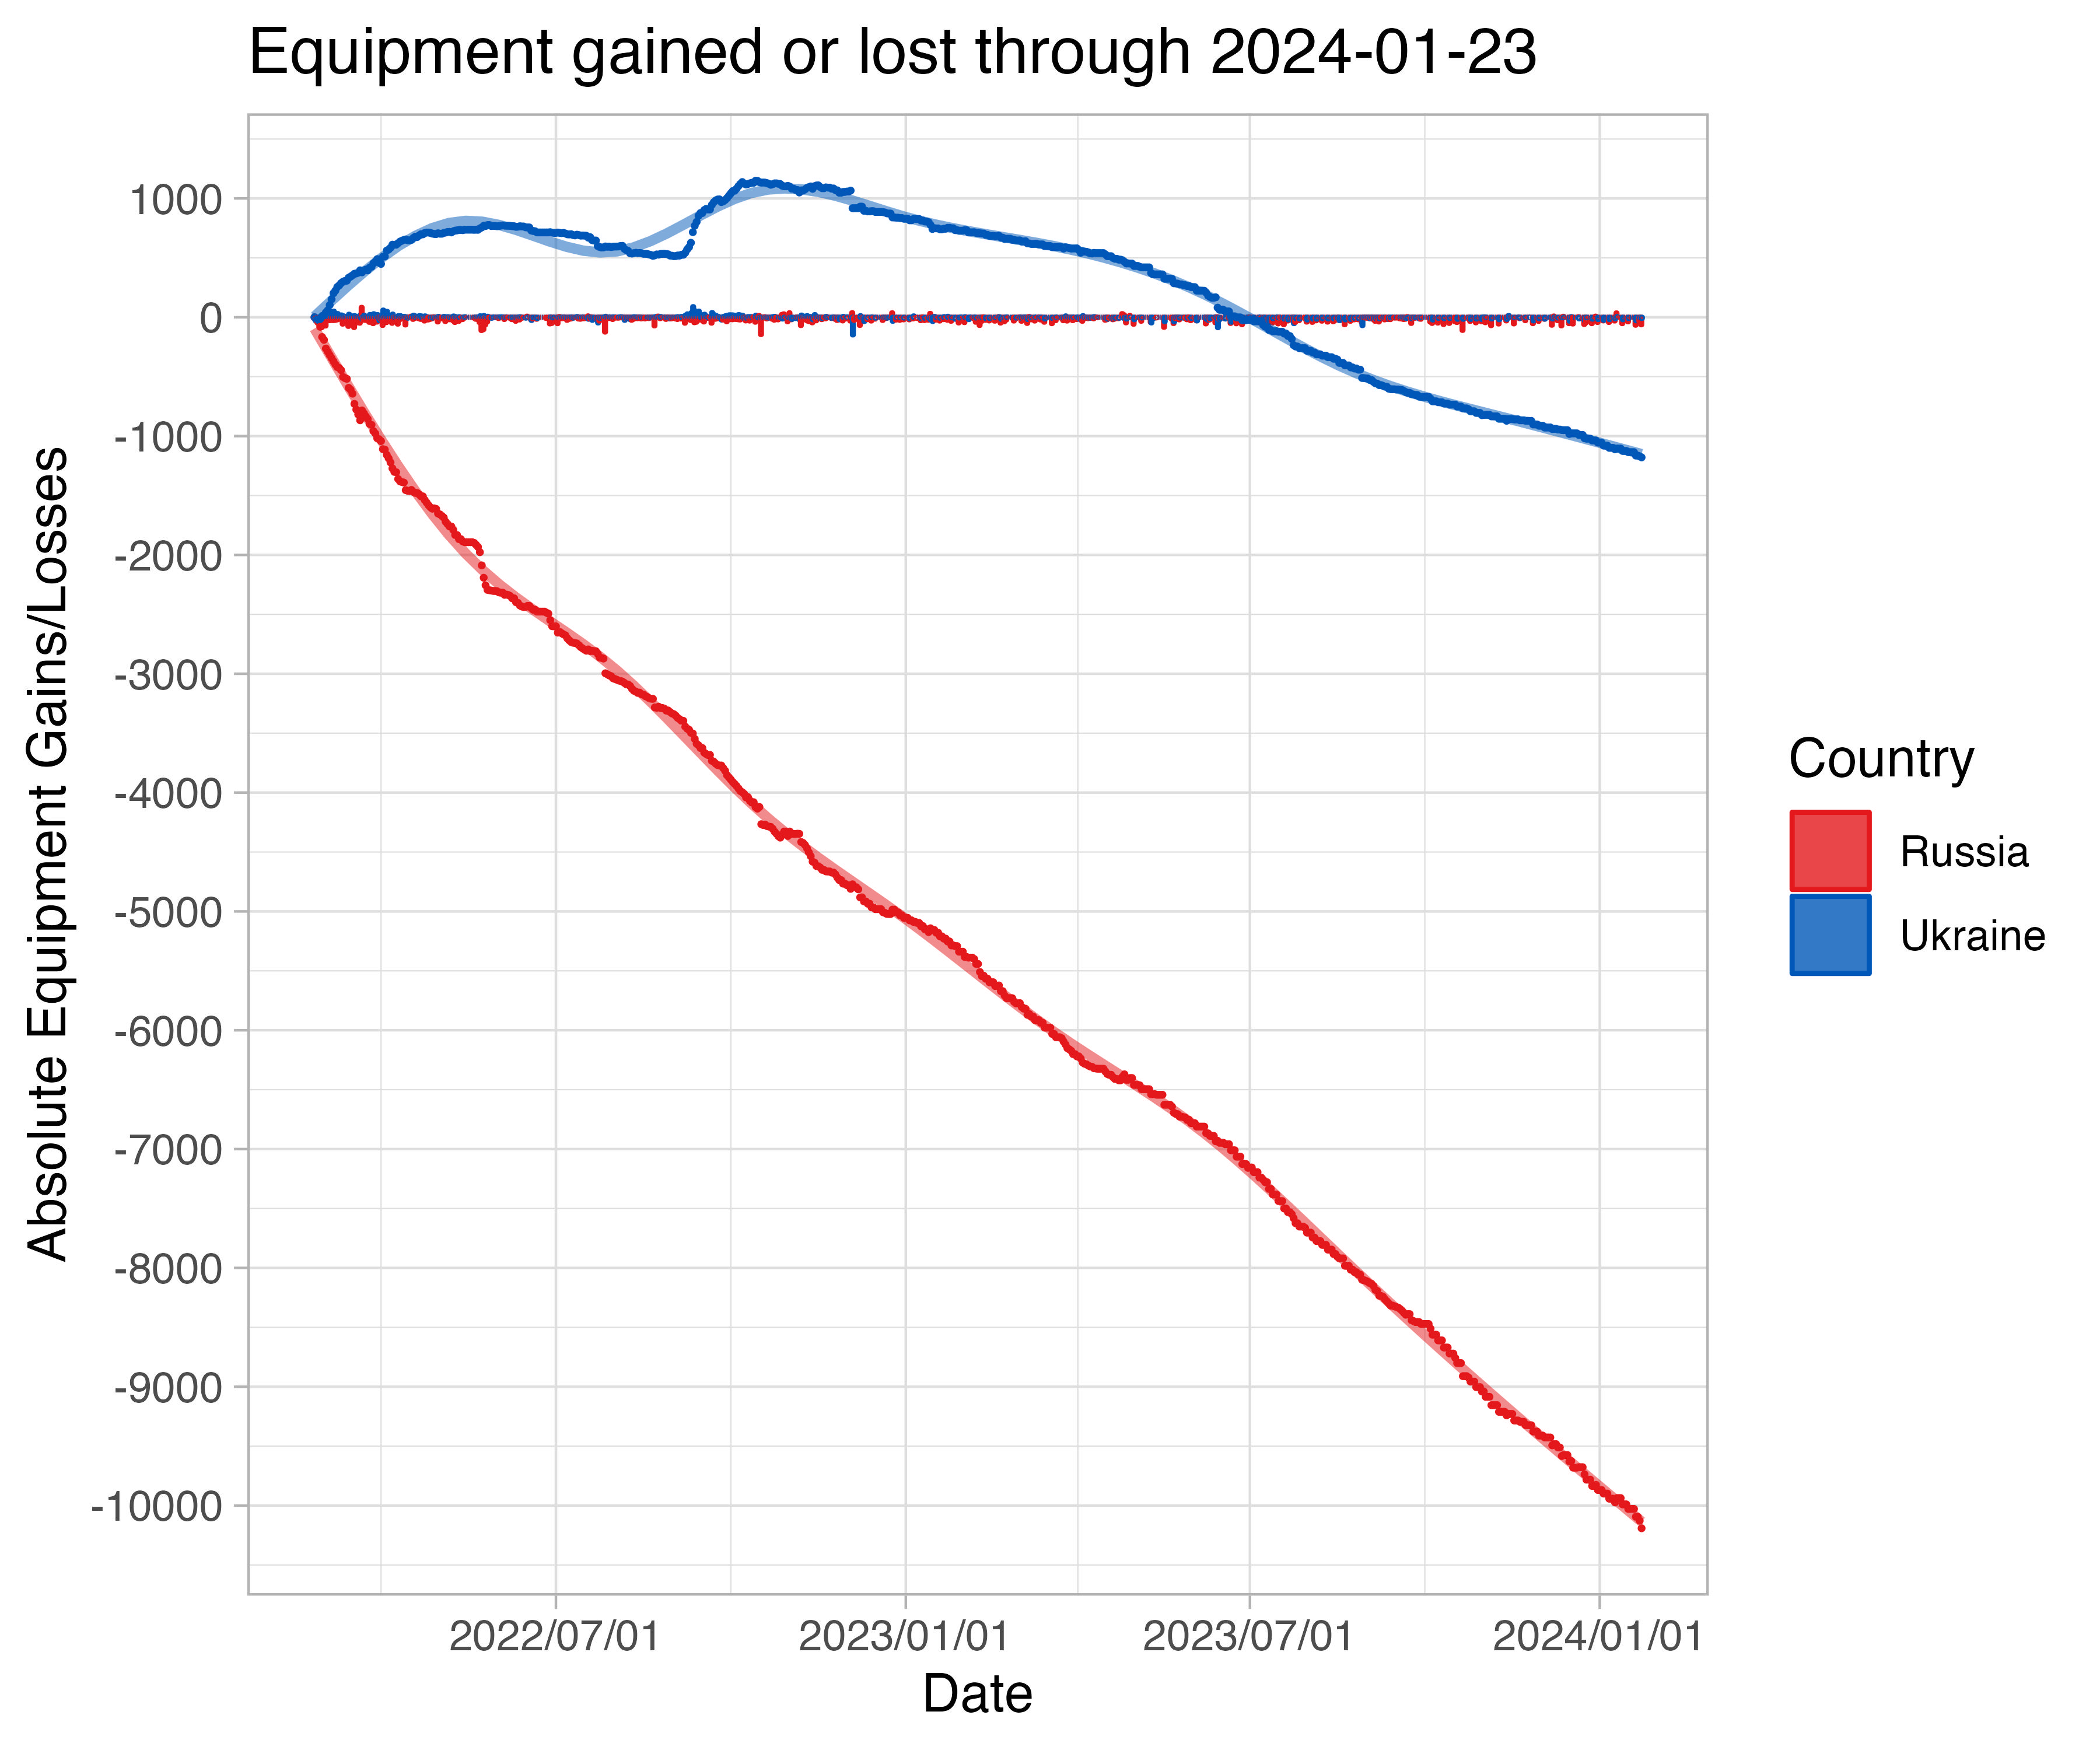 Equipment gained or lost through 2024-01-23
Absolute Equipment Gains/Losses
1000
0
-1000
-2000
-3000
-4000
-5000
-6000
-7000
-8000
-9000
-10000
2022/07/01
2023/01/01
2023/07/01
2024/01/01
Date
Country
Russia
Ukraine